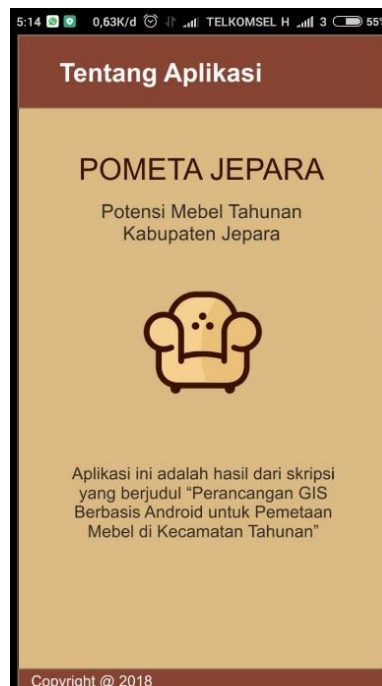 5:14 0,63K/d TELKOMSEL H 3 55%
Tentang Aplikasi
POMETA JEPARA
Potensi Mebel Tahunan
Kabupaten Jepara
Aplikasi ini adalah hasil dari skripsi
yang berjudul “Perancangan GIS
Berbasis Android untuk Pemetaan
Mebel di Kecamatan Tahunan”
Copyright @ 2018